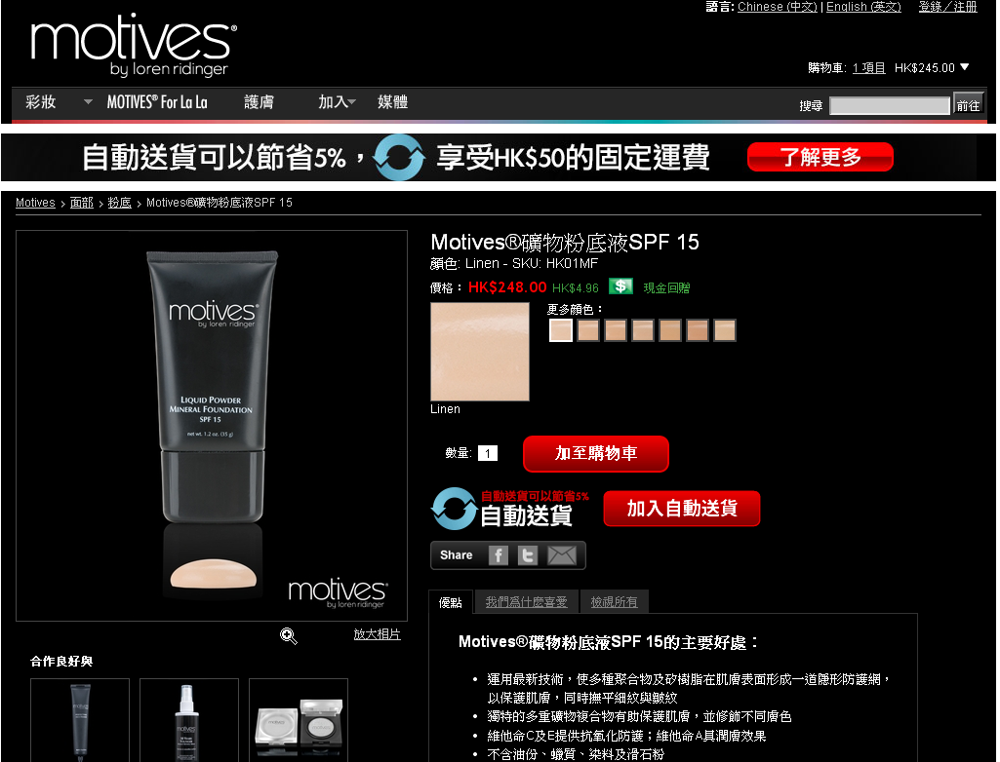 語言: Chinese (中文) | English (英文) 登錄／注册
motives®
by loren ridinger
購物車: 1 項目 HK$245.00
彩妝 MOTIVES® For La La 護膚 加入 媒體 搜尋 前往
自動送貨可以節省5%， 享受HK$50的固定運費 了解更多
Motives > 面部 > 粉底 > Motives®礦物粉底液SPF 15
Motives®礦物粉底液SPF 15
顏色: Linen - SKU: HK01MF
價格： HK$248.00 HK$4.96 $ 現金回贈
更多顏色：
Linen
motives®
by loren ridinger
LIQUID POWDER
MINERAL FOUNDATION
SPF 15
net wt. 1.2 oz. (35 g)
motives®
by loren ridinger
數量: 1 加至購物車
自動送貨可以節省5%
自動送貨 加入自動送貨
Share
優點 我們爲什麽喜愛 檢視所有
放大相片
合作良好與
Motives®礦物粉底液SPF 15的主要好處：
• 運用最新技術，使多種聚合物及矽樹脂在肌膚表面形成一道隱形防護網，
以保護肌膚，同時撫平細紋與皺紋
• 獨特的多重礦物複合物有助保護肌膚，並修飾不同膚色
• 維他命C及E提供抗氧化防護；維他命A具潤膚效果
• 不含油份、蠟質、染料及滑石粉